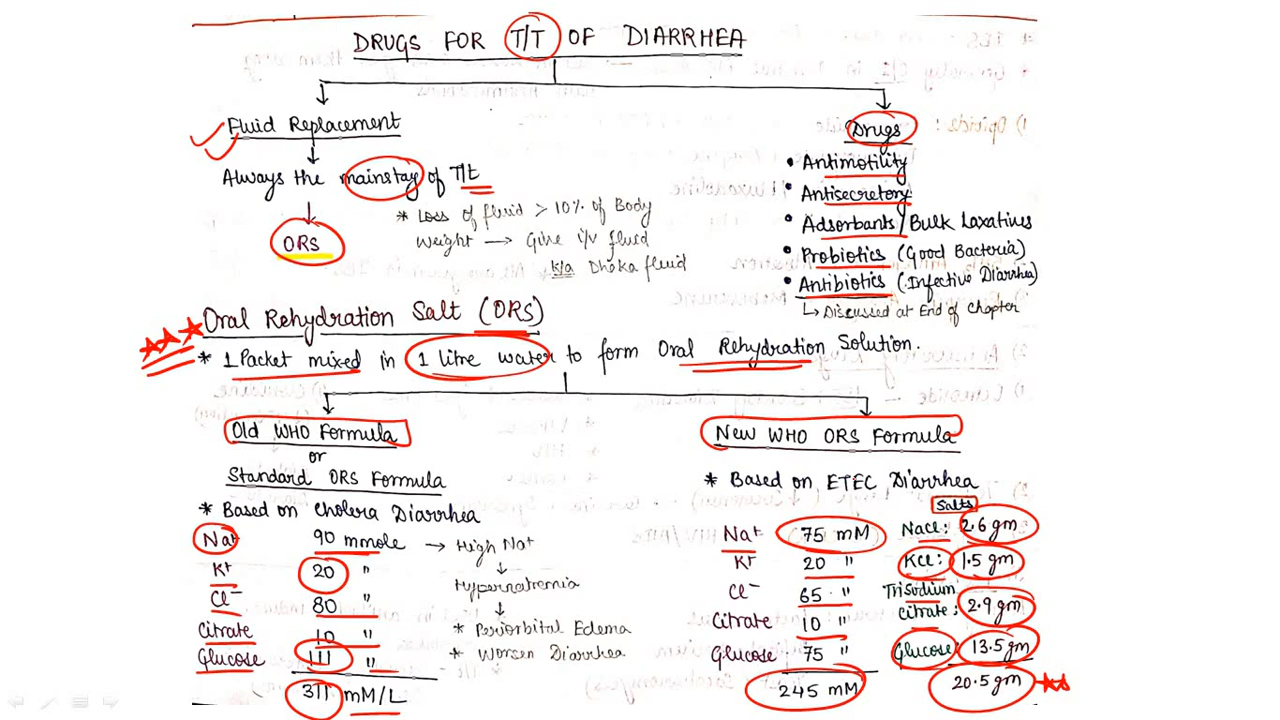 DRUGS FOR T/T OF DIARRHEA
Fluid Replacement
Always the mainstay of T/t
ORS
* Loss of fluid > 10% of Body
Weight → Give i/v fluid
k/a Dhaka fluid
Drugs
• Antimotility
• Antisecretory
• Adsorbants/Bulk Laxatives
• Probiotics (Good Bacteria)
• Antibiotics (Infective Diarrhea)
↳ Discussed at End of chapter
Oral Rehydration Salt (ORS)
* 1 Packet mixed in 1 litre water to form Oral Rehydration Solution.
Old WHO Formula
or
Standard ORS Formula
* Based on Cholera Diarrhea
Na+ 90 mmole → High Na+
K+ 20 "
Hypernatremia
Cl- 80 "
Citrate 10 " * Periorbital Edema
Glucose 111 " * Worsen Diarrhea
311 mM/L
New WHO ORS Formula
* Based on ETEC Diarrhea
Salts
Na+ 75 mM NaCl: 2.6 gm
K+ 20 " KCl: 1.5 gm
Cl- 65 " Trisodium
Citrate 10 " Citrate: 2.9 gm
Glucose 75 " Glucose: 13.5 gm
245 mM 20.5 gm